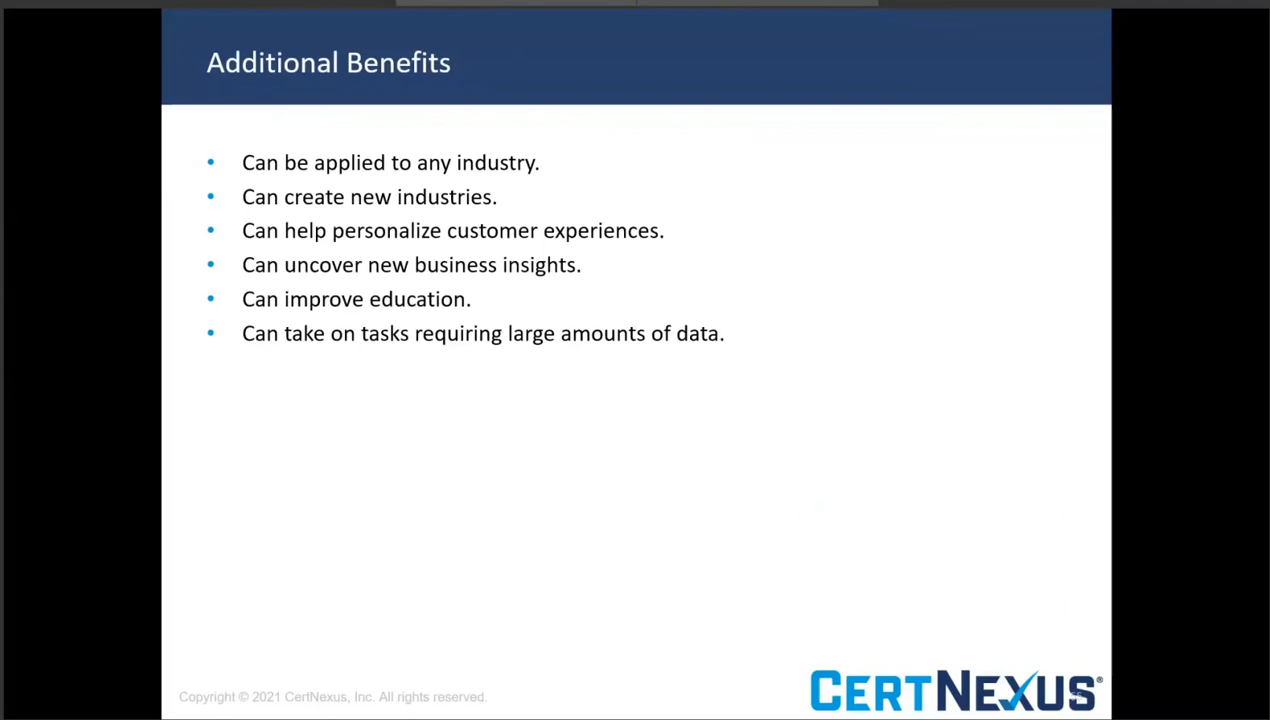 Additional Benefits
• Can be applied to any industry.
• Can create new industries.
• Can help personalize customer experiences.
• Can uncover new business insights.
• Can improve education.
• Can take on tasks requiring large amounts of data.
Copyright © 2021 CertNexus, Inc. All rights reserved.
CERTNEXUS®